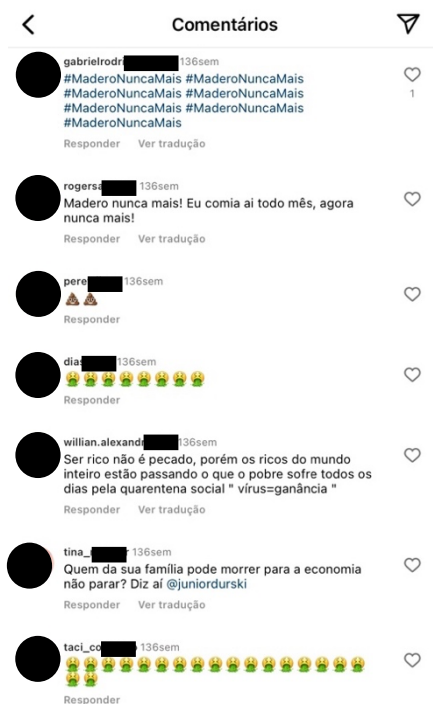 Comentários
gabrielrodri 136sem
#MaderoNuncaMais #MaderoNuncaMais
#MaderoNuncaMais #MaderoNuncaMais
#MaderoNuncaMais #MaderoNuncaMais
#MaderoNuncaMais
1
Responder Ver tradução
rogersa 136sem
Madero nunca mais! Eu comia ai todo mês, agora
nunca mais!
Responder Ver tradução
pere 136sem
💩💩
Responder
dias 136sem
🤮🤮🤮🤮🤮🤮🤮🤮
Responder
willian.alexandr 136sem
Ser rico não é pecado, porém os ricos do mundo
inteiro estão passando o que o pobre sofre todos os
dias pela quarentena social " vírus=ganância "
Responder Ver tradução
tina_ 136sem
Quem da sua família pode morrer para a economia
não parar? Diz aí @juniordurski
Responder Ver tradução
taci_co 136sem
🤮🤮🤮🤮🤮🤮🤮🤮🤮🤮🤮🤮🤮🤮🤮🤮🤮
🤮🤮
Responder